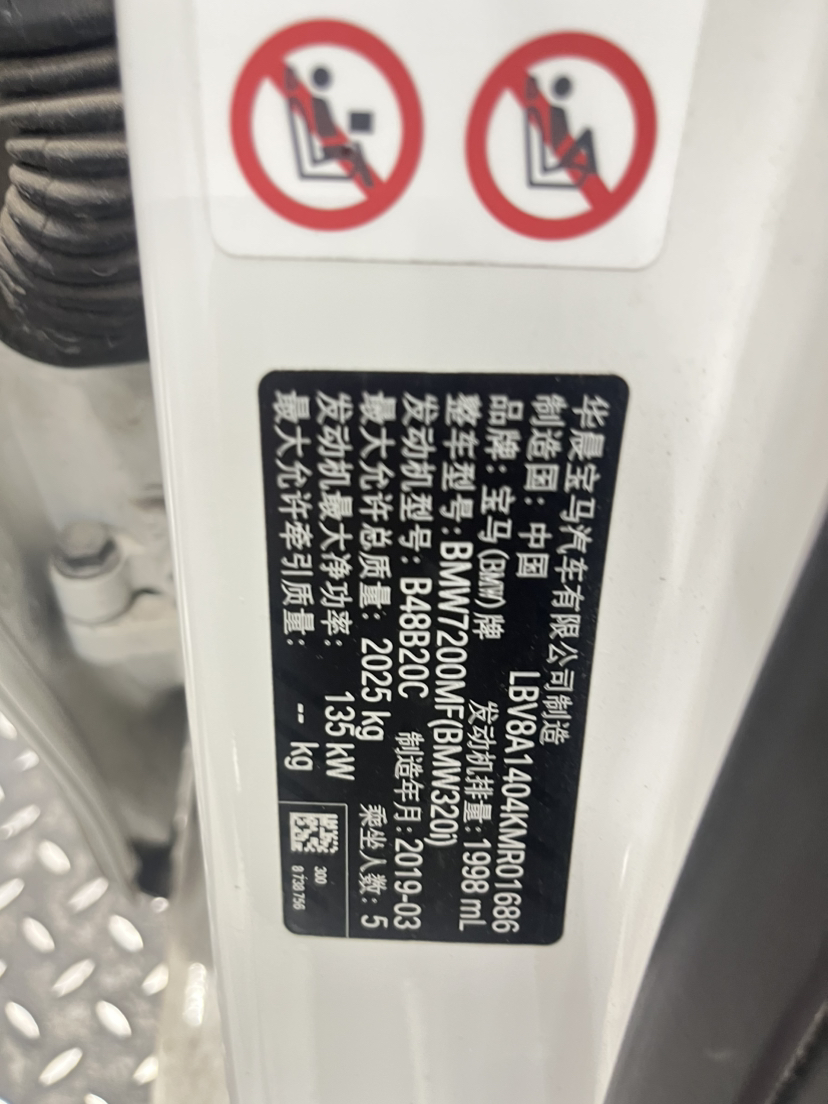 华晨宝马汽车有限公司制造
制造国：中国 LBV8A1404KMR01686
品牌：宝马(BMW)牌 发动机排量：1998 mL
整车型号：BMW7200MF(BMW320i)
发动机型号：B48B20C 制造年月：2019-03
最大允许总质量：2025 kg 乘坐人数：5
发动机最大净功率：135 kW
最大允许牵引质量：-- kg
300
8 738 756